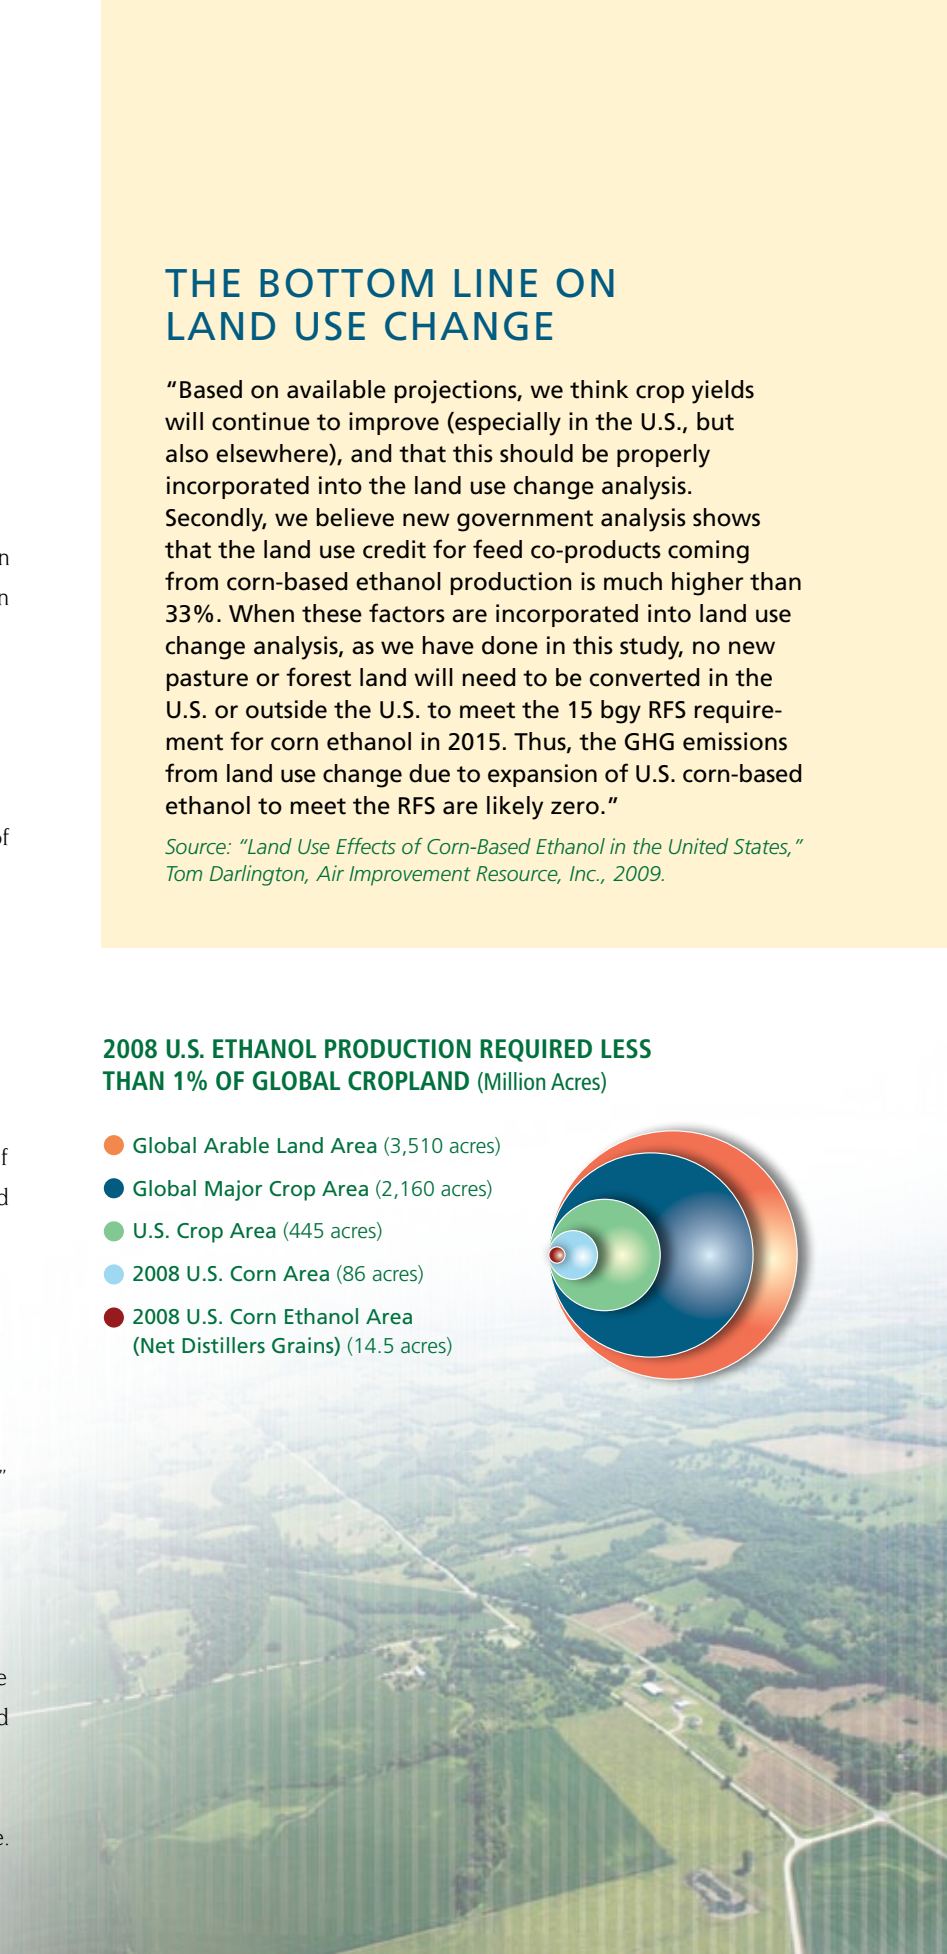 THE BOTTOM LINE ON
LAND USE CHANGE
“Based on available projections, we think crop yields
will continue to improve (especially in the U.S., but
also elsewhere), and that this should be properly
incorporated into the land use change analysis.
Secondly, we believe new government analysis shows
that the land use credit for feed co-products coming
from corn-based ethanol production is much higher than
33%. When these factors are incorporated into land use
change analysis, as we have done in this study, no new
pasture or forest land will need to be converted in the
U.S. or outside the U.S. to meet the 15 bgy RFS require-
ment for corn ethanol in 2015. Thus, the GHG emissions
from land use change due to expansion of U.S. corn-based
ethanol to meet the RFS are likely zero.”
Source: “Land Use Effects of Corn-Based Ethanol in the United States,”
Tom Darlington, Air Improvement Resource, Inc., 2009.
2008 U.S. ETHANOL PRODUCTION REQUIRED LESS
THAN 1% OF GLOBAL CROPLAND (Million Acres)
Global Arable Land Area (3,510 acres)
Global Major Crop Area (2,160 acres)
U.S. Crop Area (445 acres)
2008 U.S. Corn Area (86 acres)
2008 U.S. Corn Ethanol Area
(Net Distillers Grains) (14.5 acres)